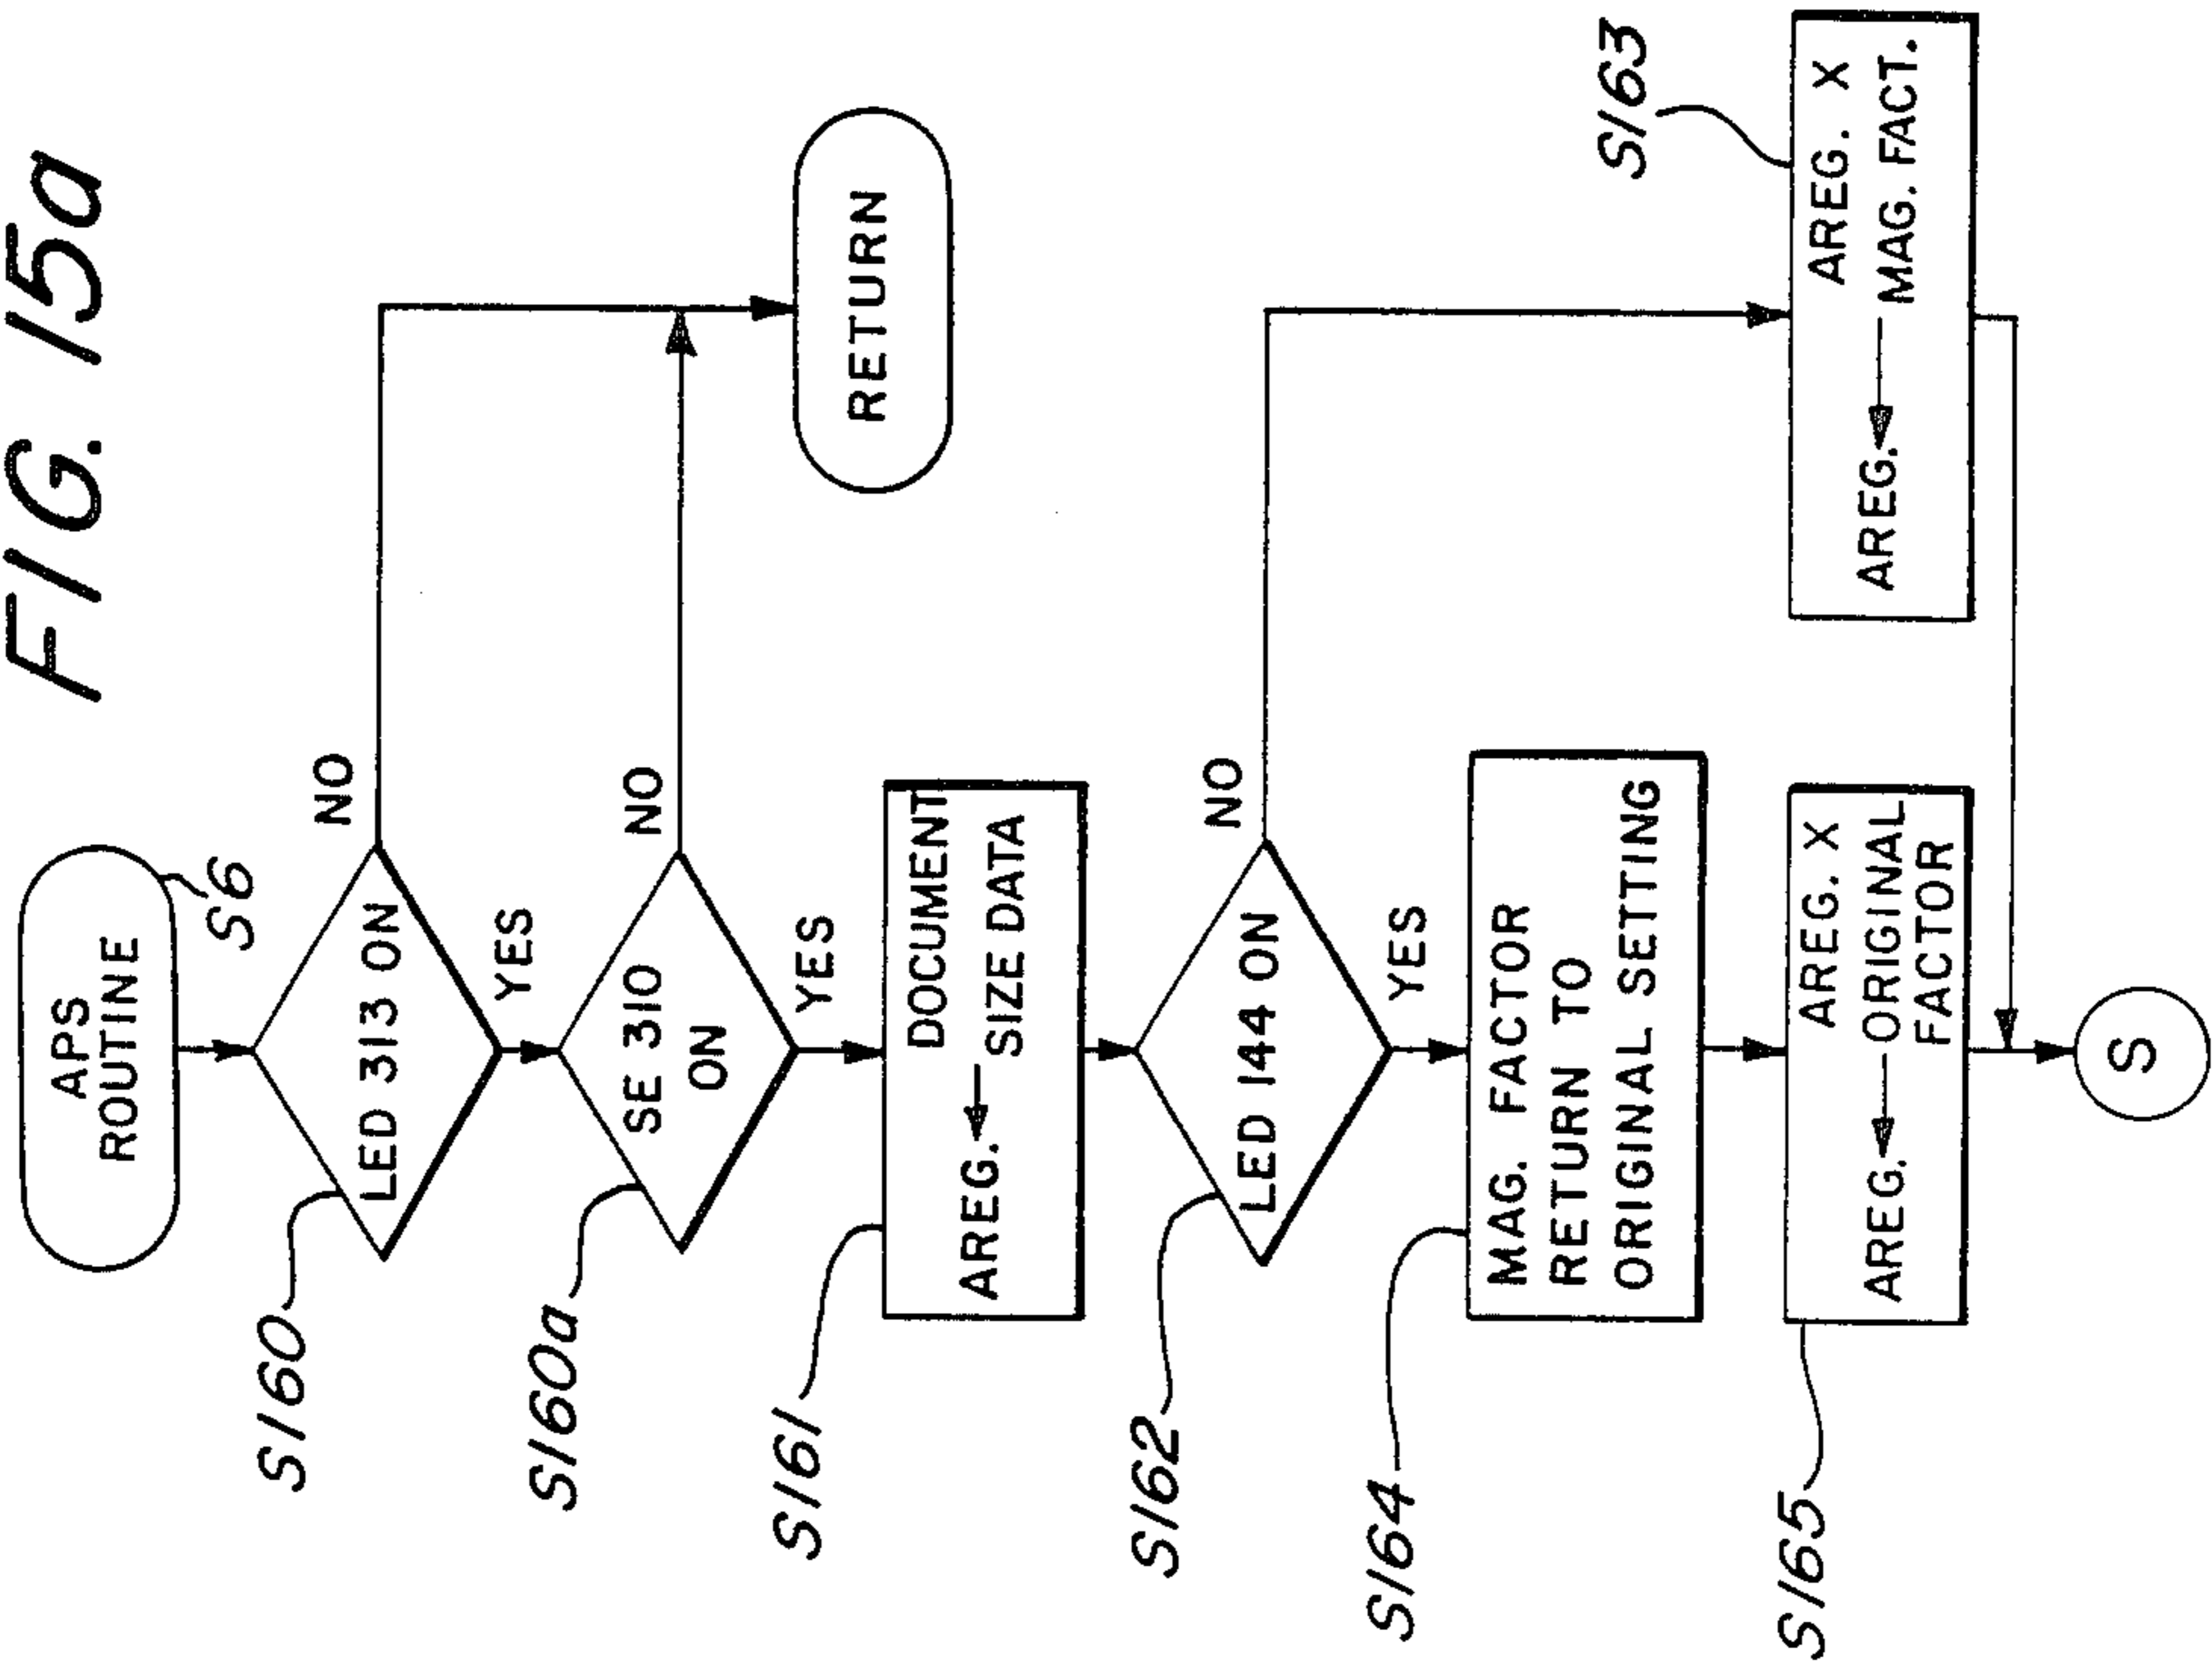 FIG. 15a
APS
ROUTINE
S6
S160
LED 313 ON
NO
YES
S160a
SE 310
ON
NO
YES
RETURN
S161
DOCUMENT
AREG. ← SIZE DATA
S162
LED 144 ON
NO
YES
S164
MAG. FACTOR
RETURN TO
ORIGINAL SETTING
S163
AREG. X
AREG. ← MAG. FACT.
S165
AREG. X
AREG. ← ORIGINAL
FACTOR
S